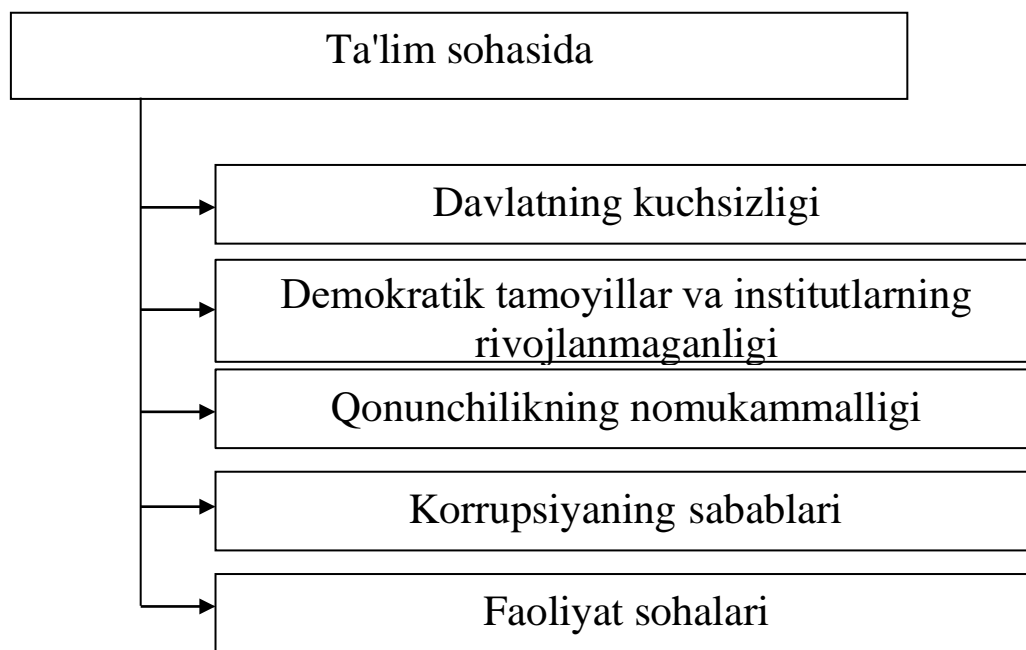 Ta'lim sohasida
Davlatning kuchsizligi
Demokratik tamoyillar va institutlarning
rivojlanmaganligi
Qonunchilikning nomukammalligi
Korrupsiyaning sabablari
Faoliyat sohalari